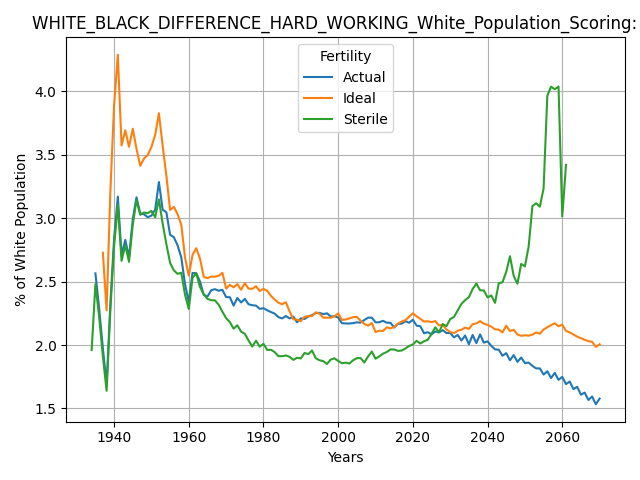 WHITE_BLACK_DIFFERENCE_HARD_WORKING_White_Population_Scoring:
Fertility
Actual
Ideal
Sterile
% of White Population
4.0
3.5
3.0
2.5
2.0
1.5
1940 1960 1980 2000 2020 2040 2060
Years